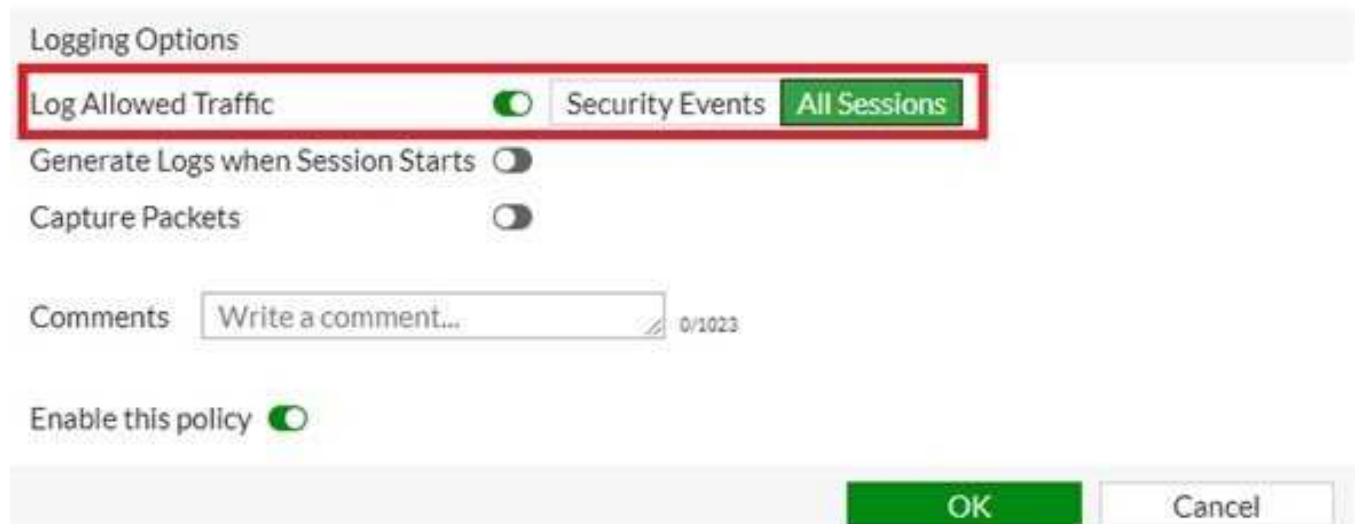 Logging Options
Log Allowed Traffic Security Events All Sessions
Generate Logs when Session Starts
Capture Packets
Comments Write a comment... 0/1023
Enable this policy
OK Cancel